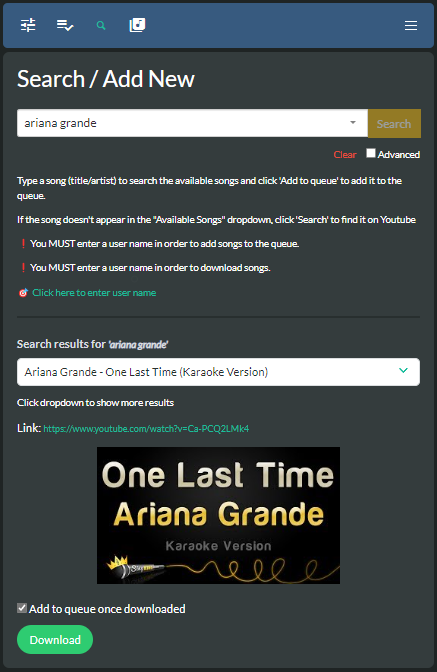 Search / Add New
ariana grande
Search
Clear
Advanced
Type a song (title/artist) to search the available songs and click 'Add to queue' to add it to the
queue.
If the song doesn't appear in the "Available Songs" dropdown, click 'Search' to find it on Youtube
❗ You MUST enter a user name in order to add songs to the queue.
❗ You MUST enter a user name in order to download songs.
🎯 Click here to enter user name
Search results for 'ariana grande'
Ariana Grande - One Last Time (Karaoke Version)
Click dropdown to show more results
Link: https://www.youtube.com/watch?v=Ca-PCQ2LMk4
One Last Time
Ariana Grande
Karaoke Version
Add to queue once downloaded
Download